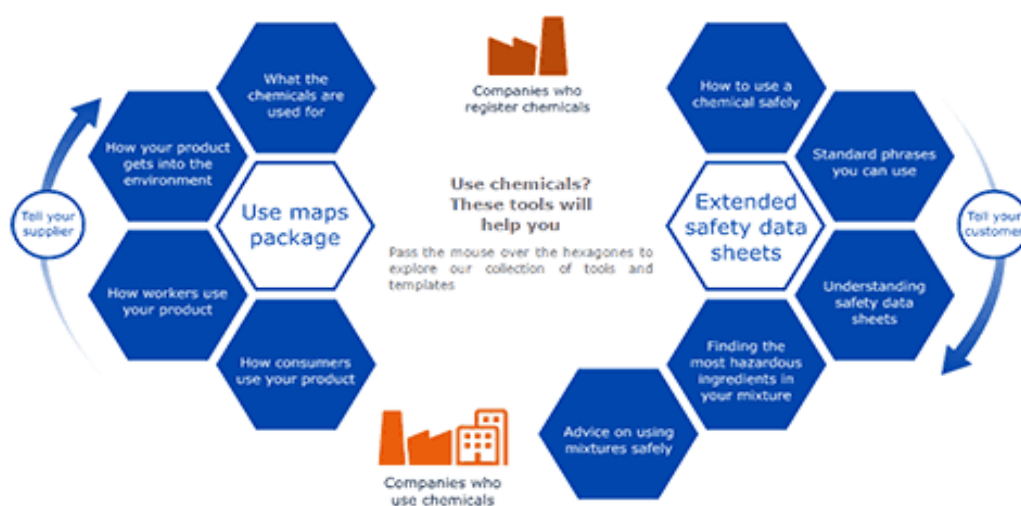 What the
chemicals are
used for
How your product
gets into the
environment
Tell your
supplier
Use maps
package
How workers use
your product
How consumers
use your product
Companies who
register chemicals
Use chemicals?
These tools will
help you
Pass the mouse over the hexagones to
explore our collection of tools and
templates
Companies who
use chemicals
How to use a
chemical safely
Standard phrases
you can use
Extended
safety data
sheets
Tell your
customer
Understanding
safety data
sheets
Finding the
most hazardous
ingredients in
your mixture
Advice on using
mixtures safely